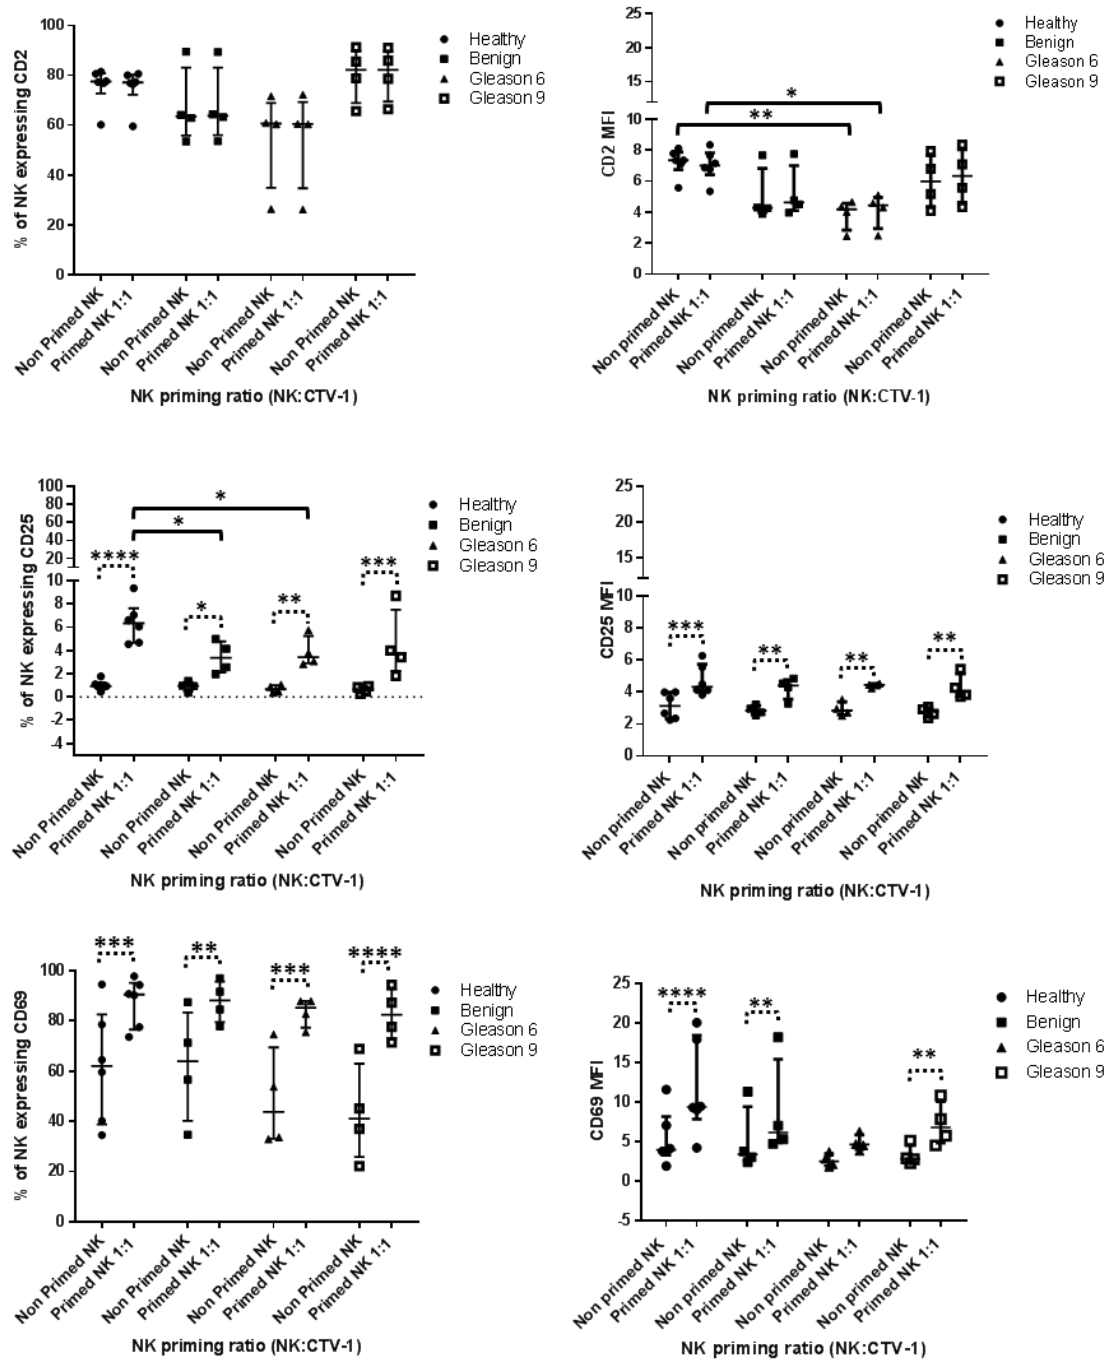 % of NK expressing CD2
100
80
60
40
20
0
**Healthy
Benign
Gleason 6
Gleason 9
Non Primed NK
Primed NK 1:1
Non Primed NK
Primed NK 1:1
Non Primed NK
Primed NK 1:1
Non Primed NK
Primed NK 1:1
NK priming ratio (NK:CTV-1)
CD2 MFI
25
20
15
10
8
6
4
2
0
*
**
Healthy
Benign
Gleason 6
Gleason 9
Non primed NK
Primed NK 1:1
Non primed NK
Primed NK 1:1
Non primed NK
Primed NK 1:1
Non primed NK
Primed NK 1:1
NK priming ratio (NK:CTV-1)
% of NK expressing CD25
100
80
60
40
20
10
8
6
4
2
0
-2
-4
*
*
****
*
**
***
Healthy
Benign
Gleason 6
Gleason 9
Non Primed NK
Primed NK 1:1
Non Primed NK
Primed NK 1:1
Non Primed NK
Primed NK 1:1
Non Primed NK
Primed NK 1:1
NK priming ratio (NK:CTV-1)
CD25 MFI
25
20
15
10
8
6
4
2
0
***
**
**
**
Healthy
Benign
Gleason 6
Gleason 9
Non primed NK
Primed NK 1:1
Non primed NK
Primed NK 1:1
Non primed NK
Primed NK 1:1
Non primed NK
Primed NK 1:1
NK priming ratio (NK:CTV-1)
% of NK expressing CD69
100
80
60
40
20
0
***
**
***
****
Healthy
Benign
Gleason 6
Gleason 9
Non Primed NK
Primed NK 1:1
Non Primed NK
Primed NK 1:1
Non Primed NK
Primed NK 1:1
Non Primed NK
Primed NK 1:1
NK priming ratio (NK:CTV-1)
CD69 MFI
25
20
15
10
5
0
-5
****
**
**
Healthy
Benign
Gleason 6
Gleason 9
Non primed NK
Primed NK 1:1
Non primed NK
Primed NK 1:1
Non primed NK
Primed NK 1:1
Non primed NK
Primed NK 1:1
NK priming ratio (NK:CTV-1)